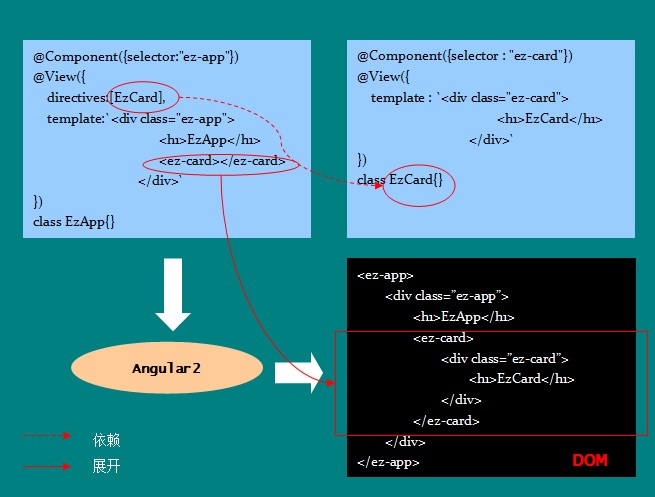 @Component({selector:"ez-app"})
@View({
directives:[EzCard],
template:`<div class="ez-app">
<h1>EzApp</h1>
<ez-card></ez-card>
</div>`
})
class EzApp{}
@Component({selector : "ez-card"})
@View({
template : `<div class="ez-card">
<h1>EzCard</h1>
</div>`
})
class EzCard{}
Angular2
<ez-app>
<div class="ez-app">
<h1>EzApp</h1>
<ez-card>
<div class="ez-card">
<h1>EzCard</h1>
</div>
</ez-card>
</div>
</ez-app>
DOM
依赖
展开